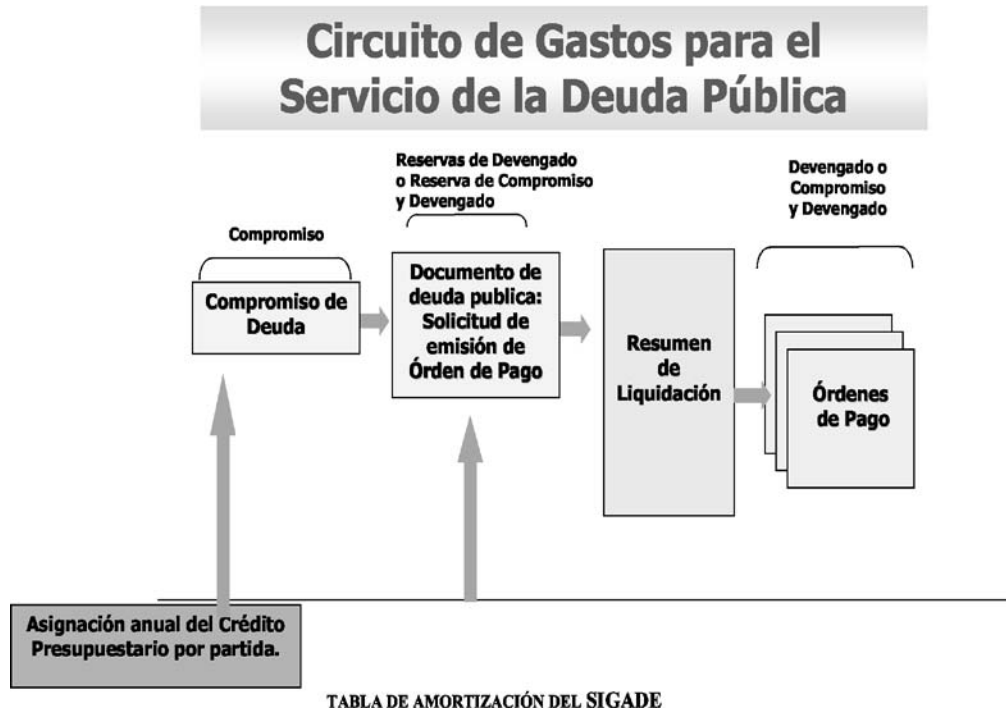 Circuito de Gastos para el
Servicio de la Deuda Pública
Reservas de Devengado
o Reserva de Compromiso
y Devengado
Devengado o
Compromiso
y Devengado
Compromiso
Compromiso de
Deuda
Documento de
deuda publica:
Solicitud de
emisión de
Órden de Pago
Resumen
de
Liquidación
Órdenes
de Pago
Asignación anual del Crédito
Presupuestario por partida.
TABLA DE AMORTIZACIÓN DEL SIGADE